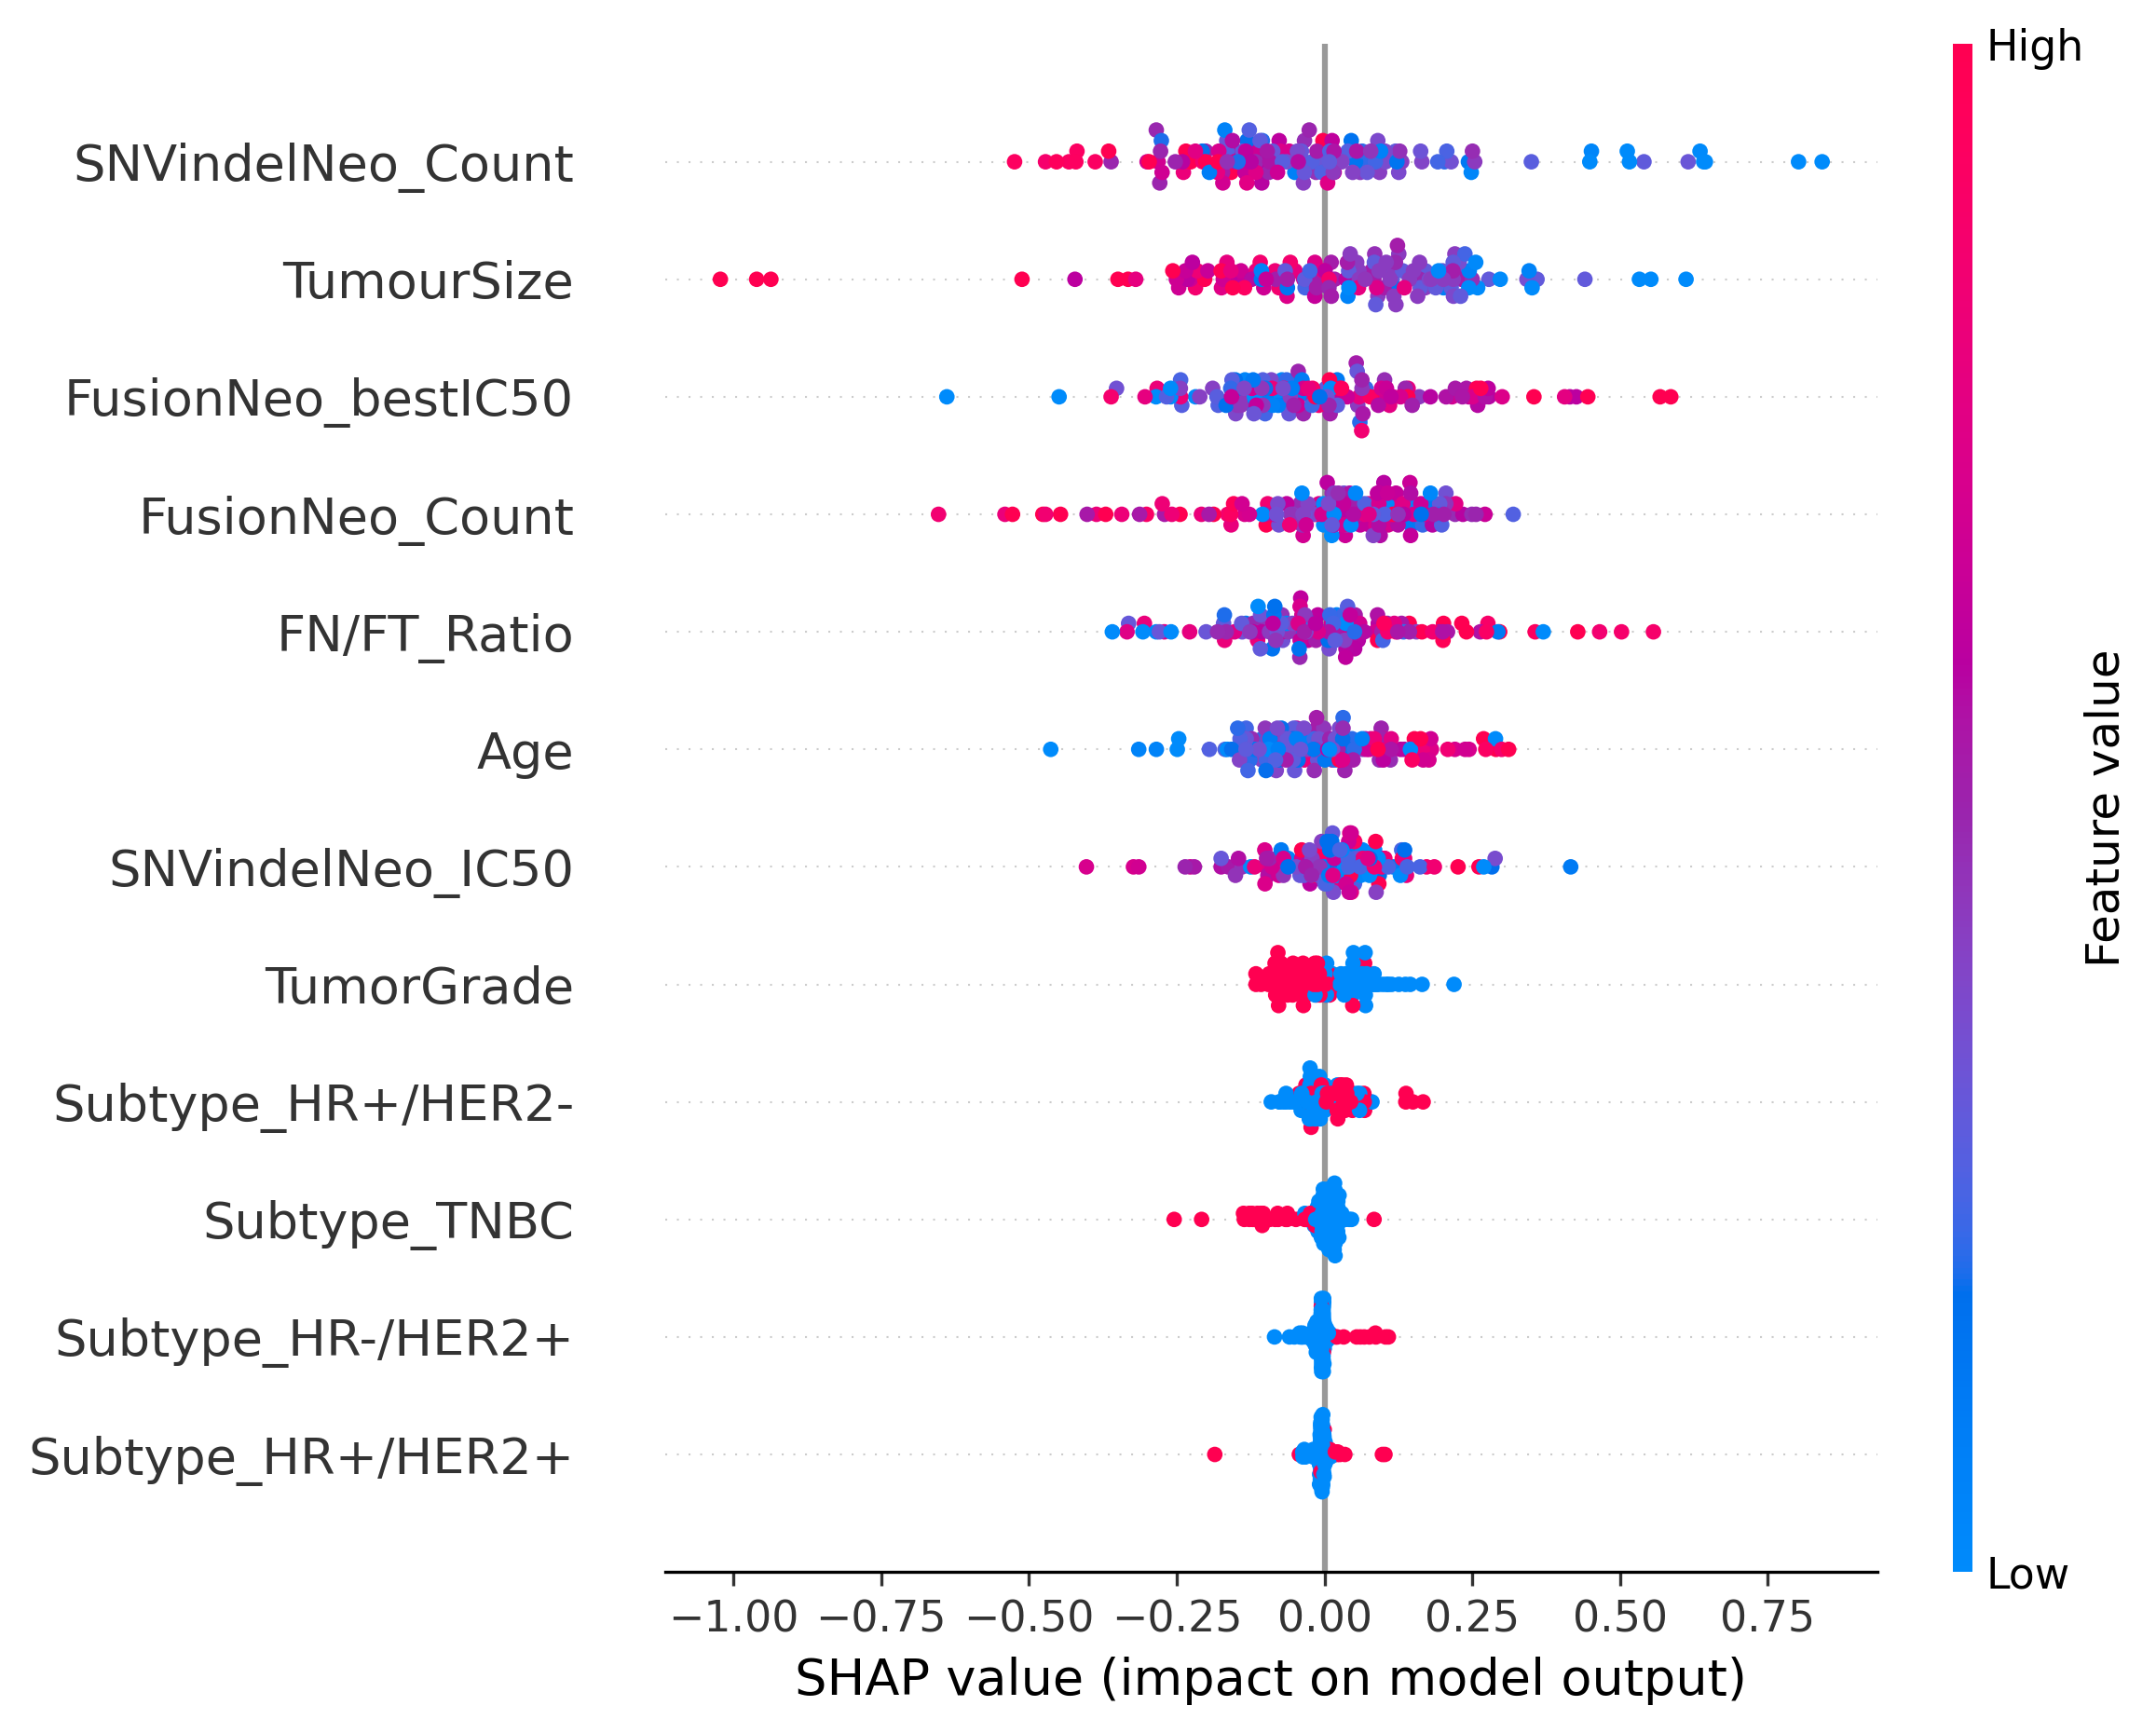 High
SNVindelNeo_Count
TumourSize
FusionNeo_bestIC50
FusionNeo_Count
FN/FT_Ratio
Age
SNVindelNeo_IC50
TumorGrade
Subtype_HR+/HER2-
Subtype_TNBC
Subtype_HR-/HER2+
Subtype_HR+/HER2+
Feature value
Low
−1.00 −0.75 −0.50 −0.25 0.00 0.25 0.50 0.75
SHAP value (impact on model output)